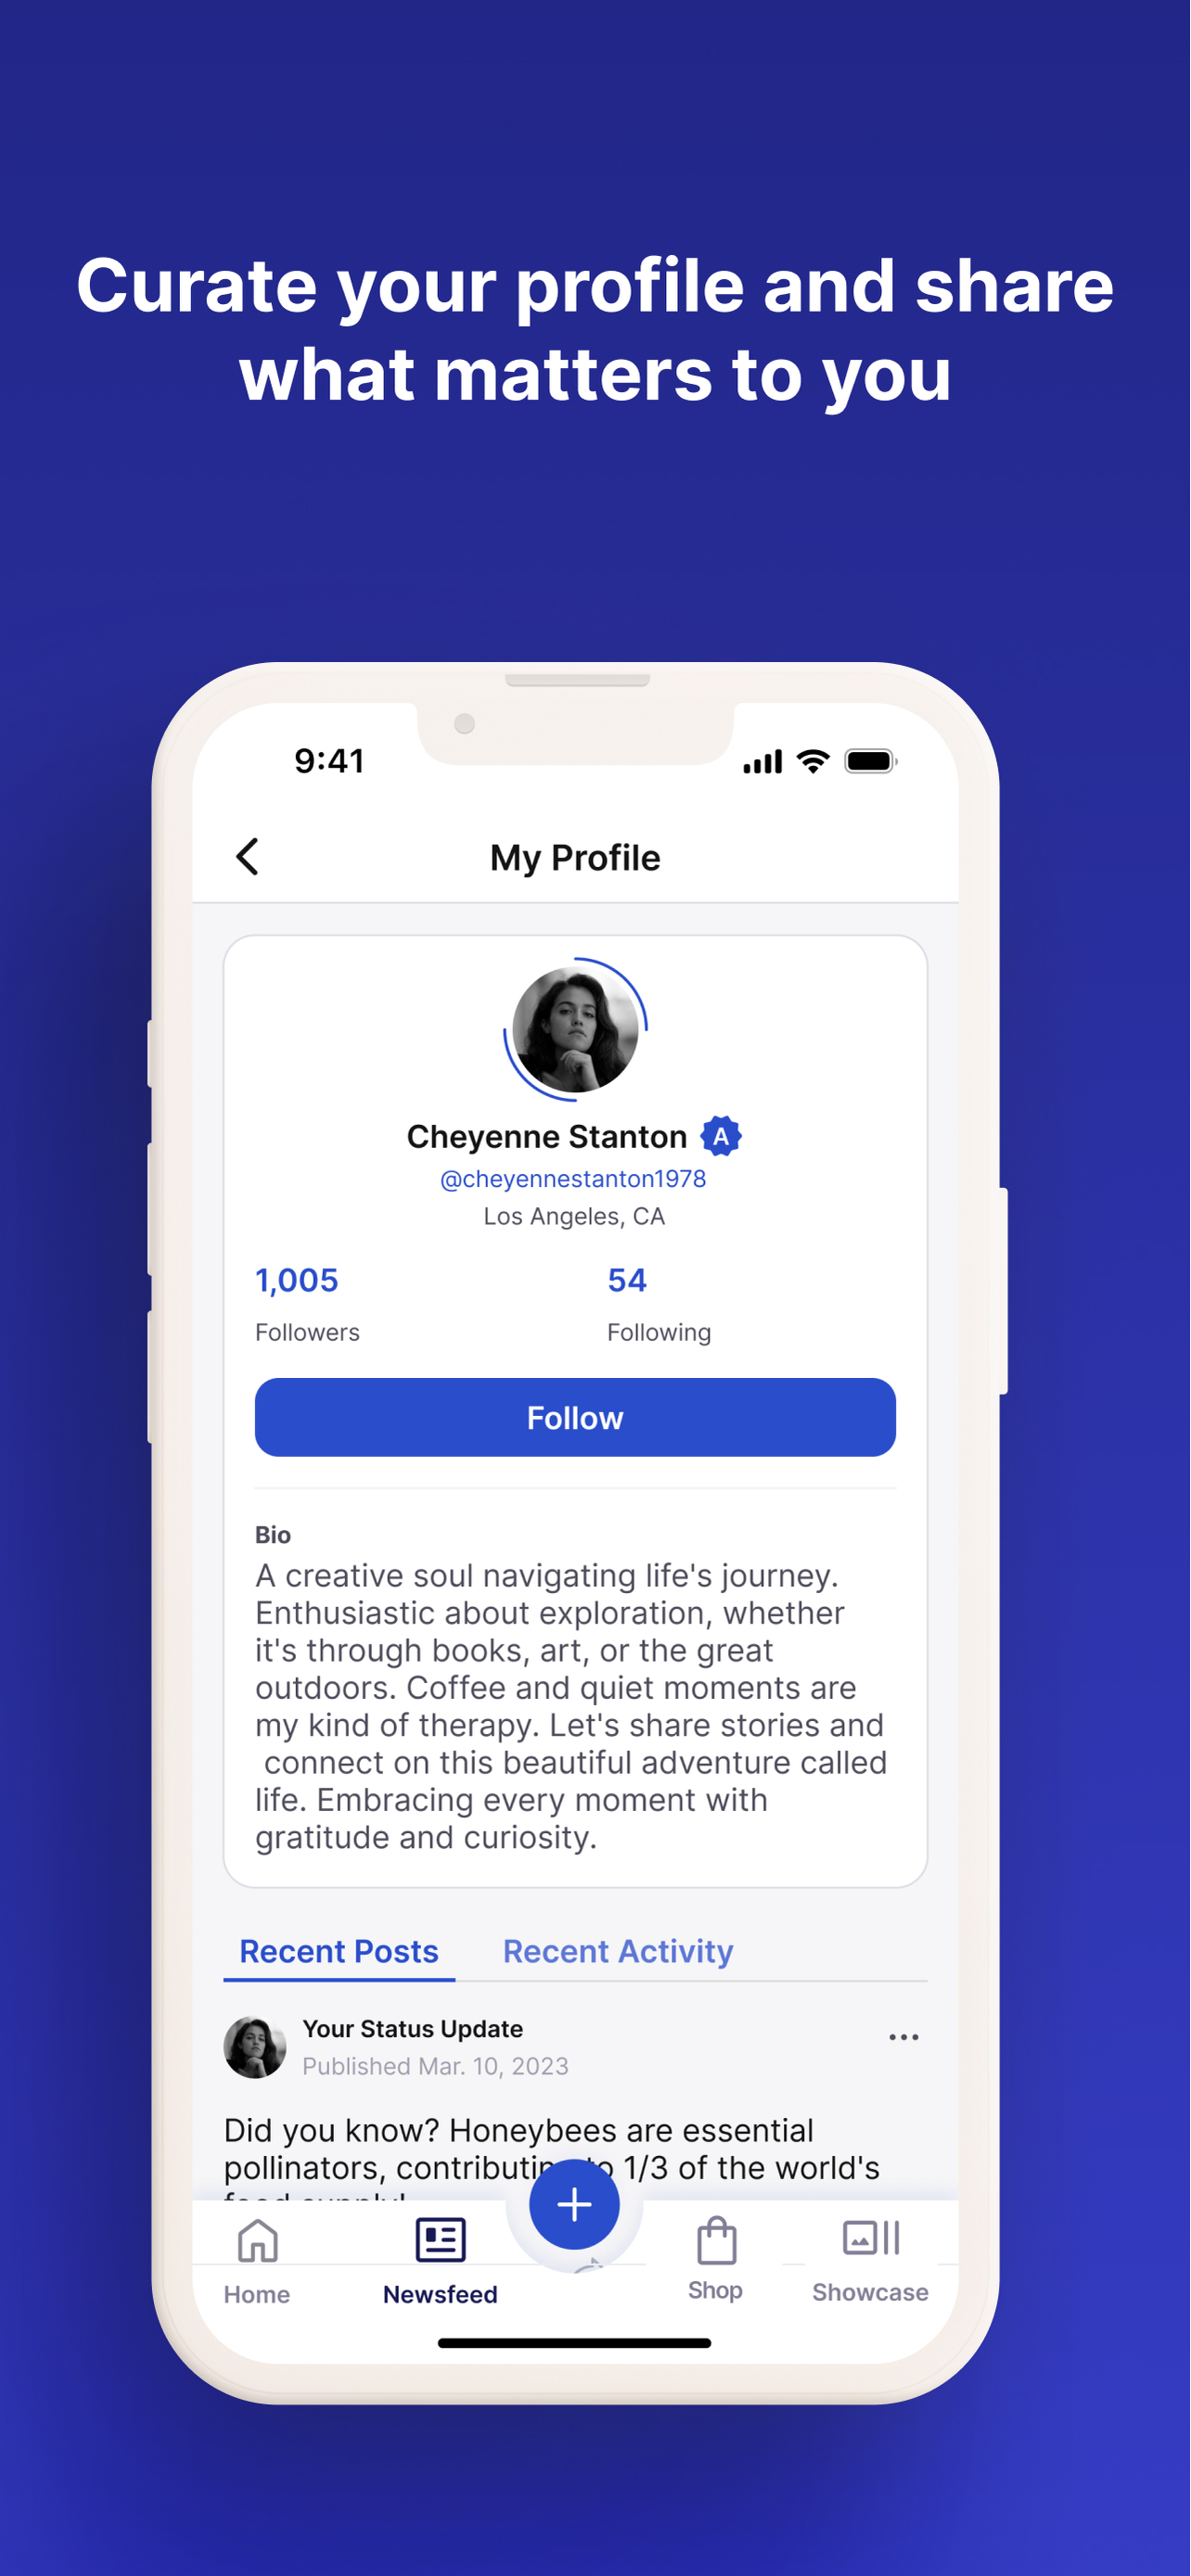 Curate your profile and share
what matters to you
9:41
My Profile
Cheyenne Stanton A
@cheyennestanton1978
Los Angeles, CA
1,005 54
Followers Following
Follow
Bio
A creative soul navigating life's journey.
Enthusiastic about exploration, whether
it's through books, art, or the great
outdoors. Coffee and quiet moments are
my kind of therapy. Let's share stories and
connect on this beautiful adventure called
life. Embracing every moment with
gratitude and curiosity.
Recent Posts Recent Activity
Your Status Update
Published Mar. 10, 2023
Did you know? Honeybees are essential
pollinators, 1/3 of the world's
Home Newsfeed Shop Showcase